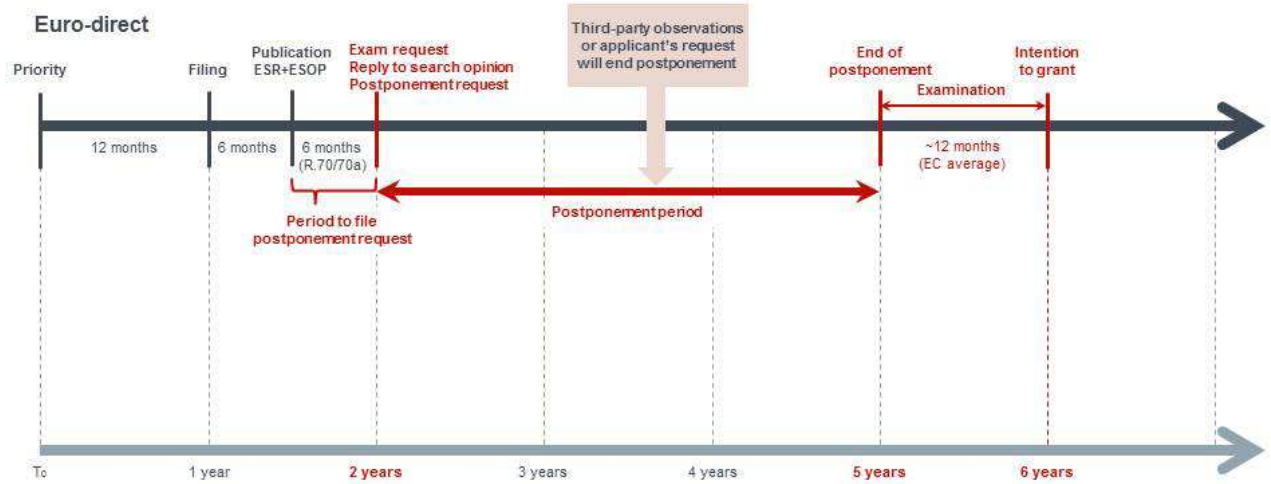 Euro-direct
Third-party observations
or applicant's request
will end postponement
Priority
Filing
Publication
ESR+ESOP
Exam request
Reply to search opinion
Postponement request
End of
postponement
Intention
to grant
Examination
12 months
6 months
6 months
(R.70/70a)
~12 months
(EC average)
Period to file
postponement request
Postponement period
T₀
1 year
2 years
3 years
4 years
5 years
6 years